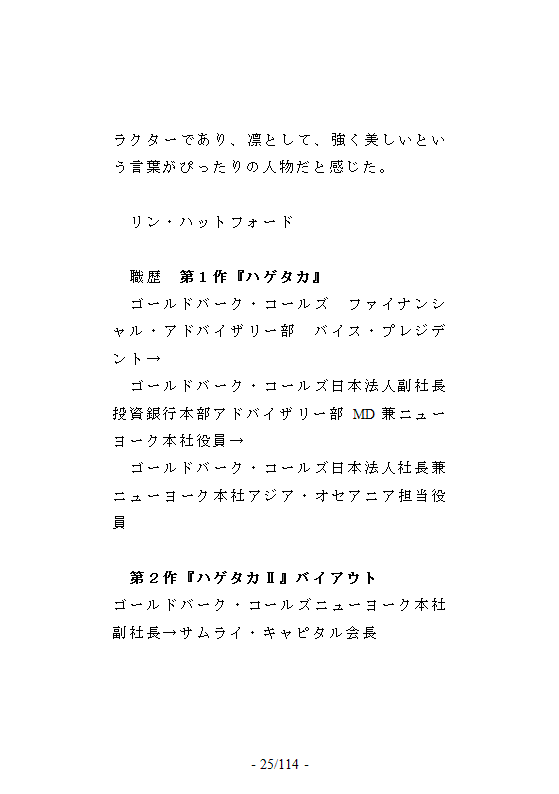 ラクターであり、凛として、強く美しいとい
う言葉がぴったりの人物だと感じた。
リン・ハットフォード
職歴　第１作『ハゲタカ』
ゴールドバーク・コールズ　ファイナンシ
ャル・アドバイザリー部　バイス・プレジデ
ント→
ゴールドバーク・コールズ日本法人副社長
投資銀行本部アドバイザリー部 MD 兼ニュー
ヨーク本社役員→
ゴールドバーク・コールズ日本法人社長兼
ニューヨーク本社アジア・オセアニア担当役
員
第２作『ハゲタカⅡ』バイアウト
ゴールドバーク・コールズニューヨーク本社
副社長→サムライ・キャピタル会長
- 25/114 -